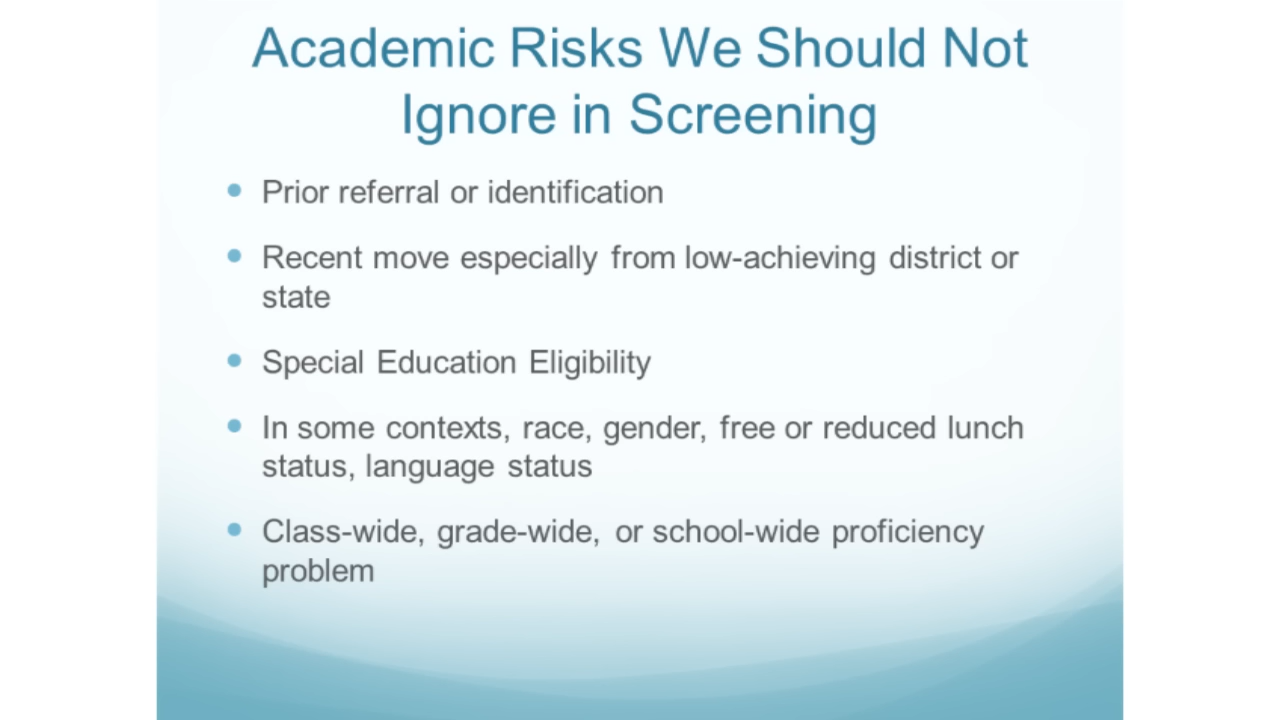 Academic Risks We Should Not
Ignore in Screening
Prior referral or identification
Recent move especially from low-achieving district or
state
Special Education Eligibility
In some contexts, race, gender, free or reduced lunch
status, language status
Class-wide, grade-wide, or school-wide proficiency
problem